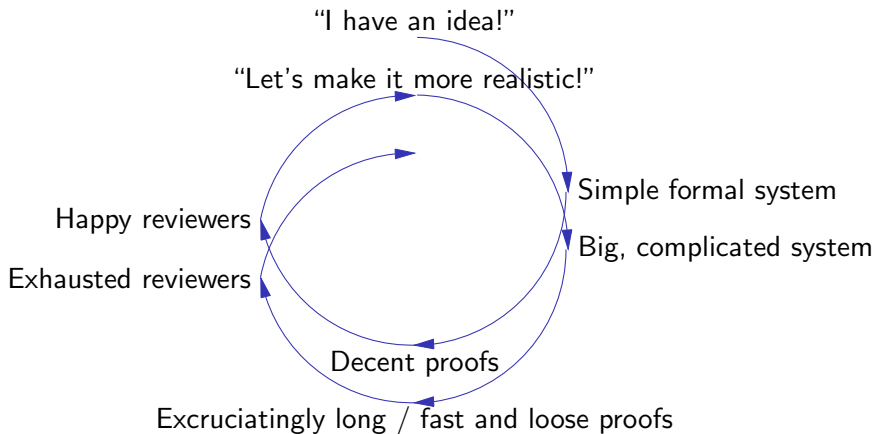 “I have an idea!”
“Let's make it more realistic!”
Simple formal system
Happy reviewers
Big, complicated system
Exhausted reviewers
Decent proofs
Excruciatingly long / fast and loose proofs